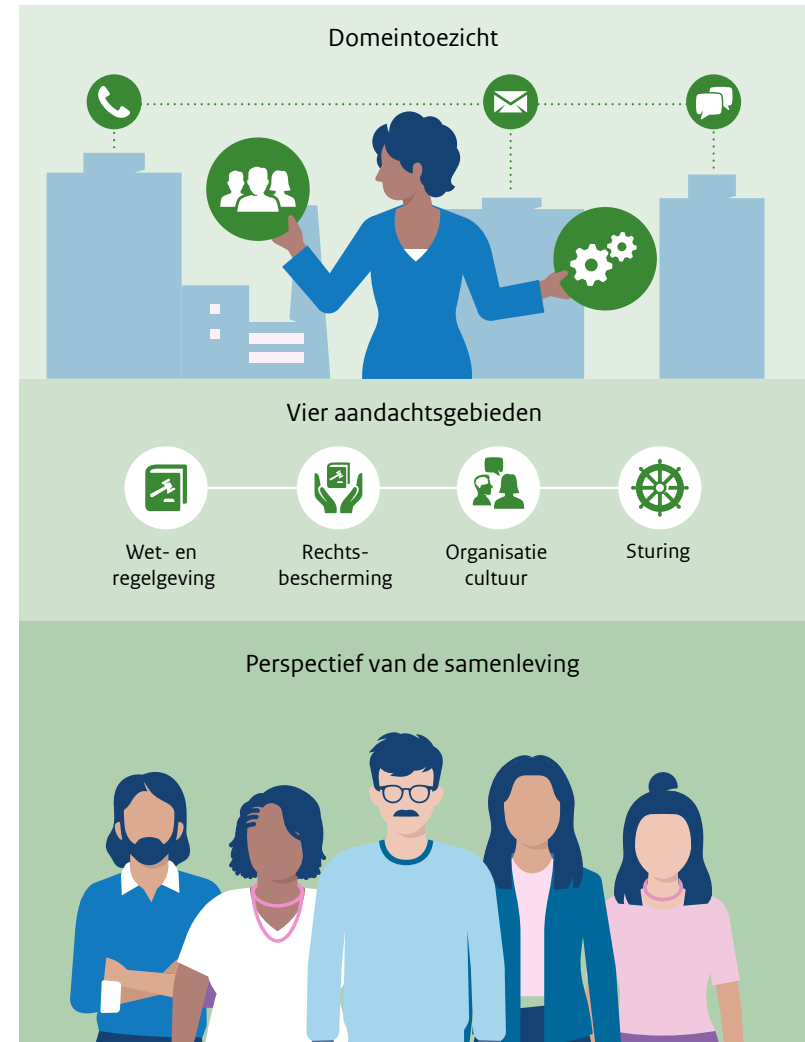 Domeintoezicht
Vier aandachtsgebieden
Wet- en
regelgeving
Rechts-
bescherming
Organisatie
cultuur
Sturing
Perspectief van de samenleving